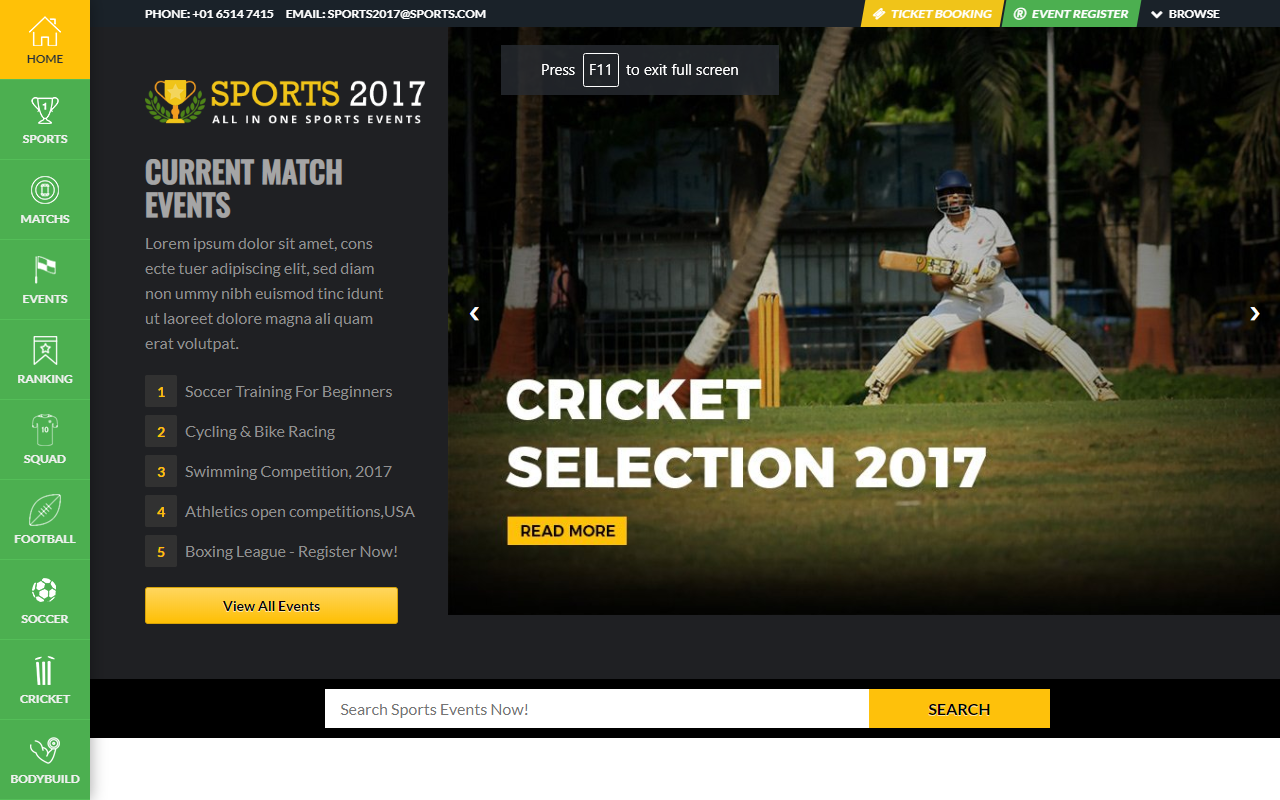 PHONE: +01 6514 7415 EMAIL: SPORTS2017@SPORTS.COM
TICKET BOOKING
EVENT REGISTER
BROWSE
HOME
SPORTS
MATCHS
EVENTS
RANKING
SQUAD
10
FOOTBALL
SOCCER
CRICKET
BODYBUILD
1
SPORTS 2017
ALL IN ONE SPORTS EVENTS
CURRENT MATCH
EVENTS
Lorem ipsum dolor sit amet, cons
ecte tuer adipiscing elit, sed diam
non ummy nibh euismod tinc idunt
ut laoreet dolore magna ali quam
erat volutpat.
1 Soccer Training For Beginners
2 Cycling & Bike Racing
3 Swimming Competition, 2017
4 Athletics open competitions,USA
5 Boxing League - Register Now!
View All Events
Press F11 to exit full screen
CRICKET
SELECTION 2017
READ MORE
Search Sports Events Now!
SEARCH